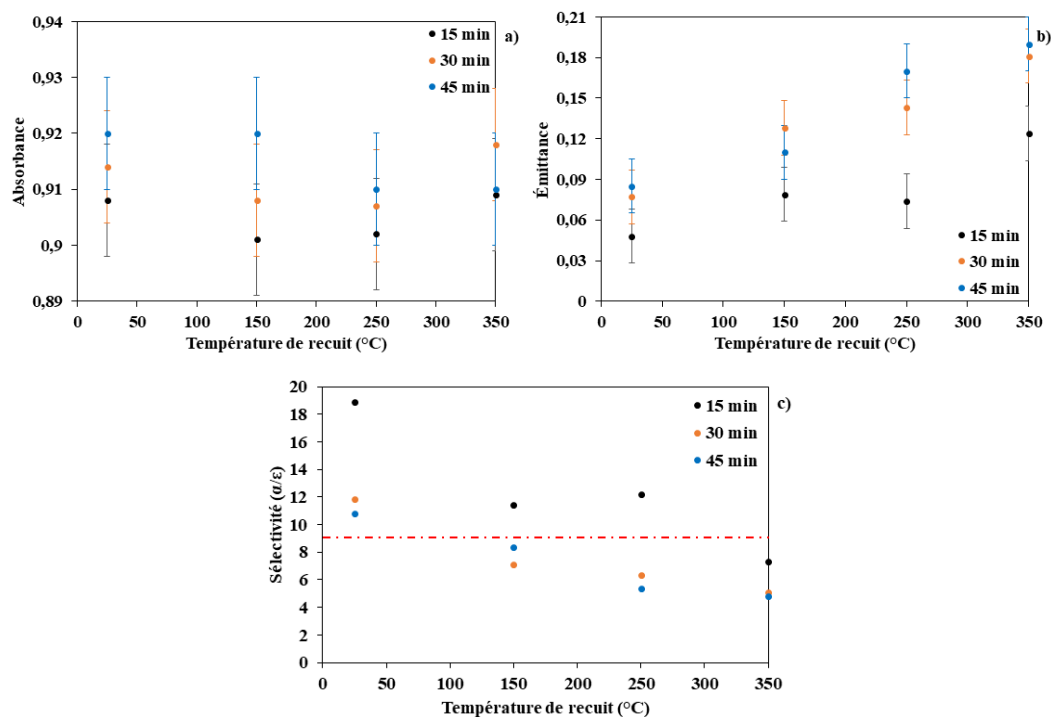 0,94
0,93
0,92
0,91
0,9
0,89
Absorbance
0 50 100 150 200 250 300 350
Température de recuit (°C)
15 min
30 min
45 min
a)
0,21
0,18
0,15
0,12
0,09
0,06
0,03
0
Émittance
0 50 100 150 200 250 300 350
Température de recuit (°C)
b)
15 min
30 min
45 min
20
18
16
14
12
10
8
6
4
2
0
Sélectivité (α/ε)
0 50 100 150 200 250 300 350
Température de recuit (°C)
15 min
30 min
45 min
c)